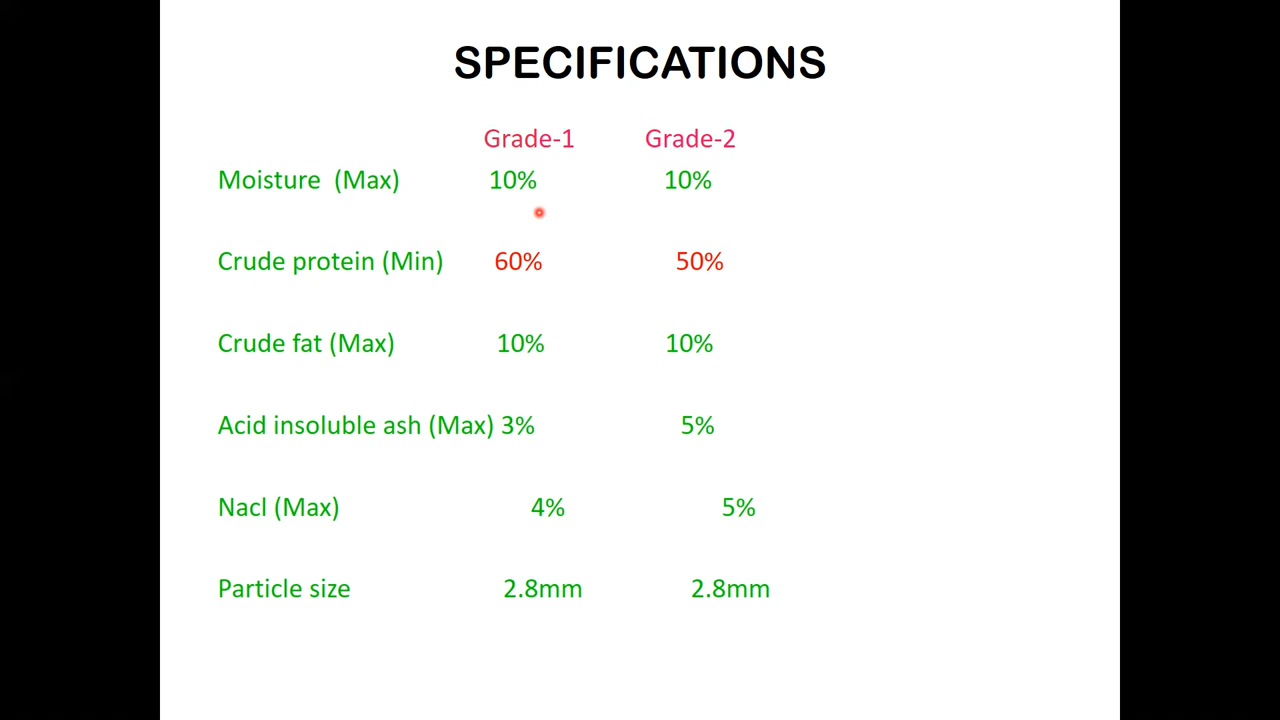 SPECIFICATIONS
Grade-1 Grade-2
Moisture (Max) 10% 10%
Crude protein (Min) 60% 50%
Crude fat (Max) 10% 10%
Acid insoluble ash (Max) 3% 5%
Nacl (Max) 4% 5%
Particle size 2.8mm 2.8mm